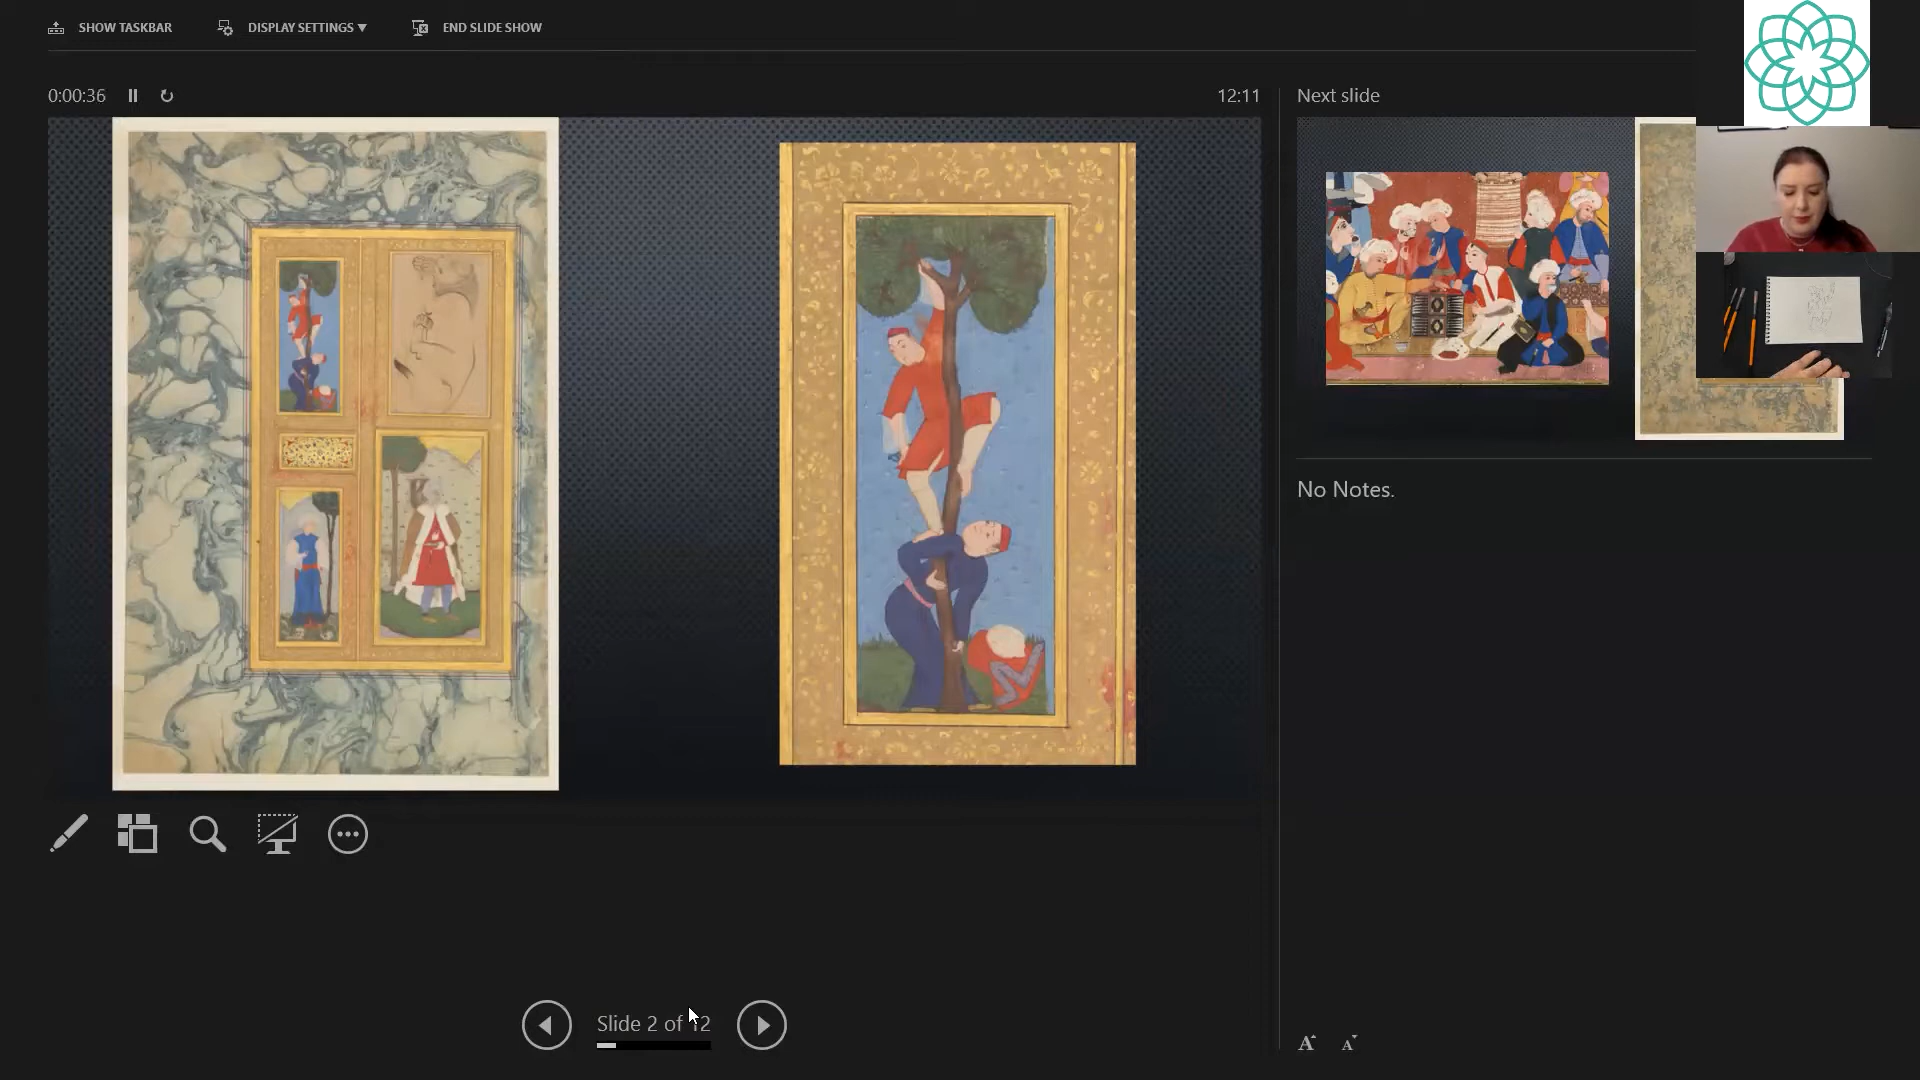 SHOW TASKBAR
DISPLAY SETTINGS ▼
END SLIDE SHOW
0:00:36
12:11
Next slide
No Notes.
Slide 2 of 12
A A